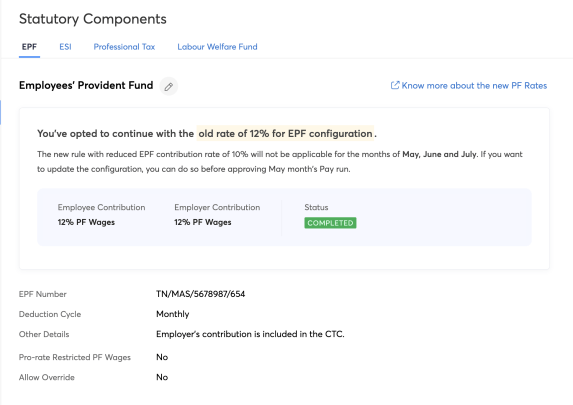 Statutory Components
EPF ESI Professional Tax Labour Welfare Fund
Employees' Provident Fund Know more about the new PF Rates
You've opted to continue with the old rate of 12% for EPF configuration.
The new rule with reduced EPF contribution rate of 10% will not be applicable for the months of May, June and July. If you want
to update the configuration, you can do so before approving May month's Pay run.
Employee Contribution Employer Contribution Status
12% PF Wages 12% PF Wages COMPLETED
EPF Number TN/MAS/5678987/654
Deduction Cycle Monthly
Other Details Employer's contribution is included in the CTC.
Pro-rate Restricted PF Wages No
Allow Override No